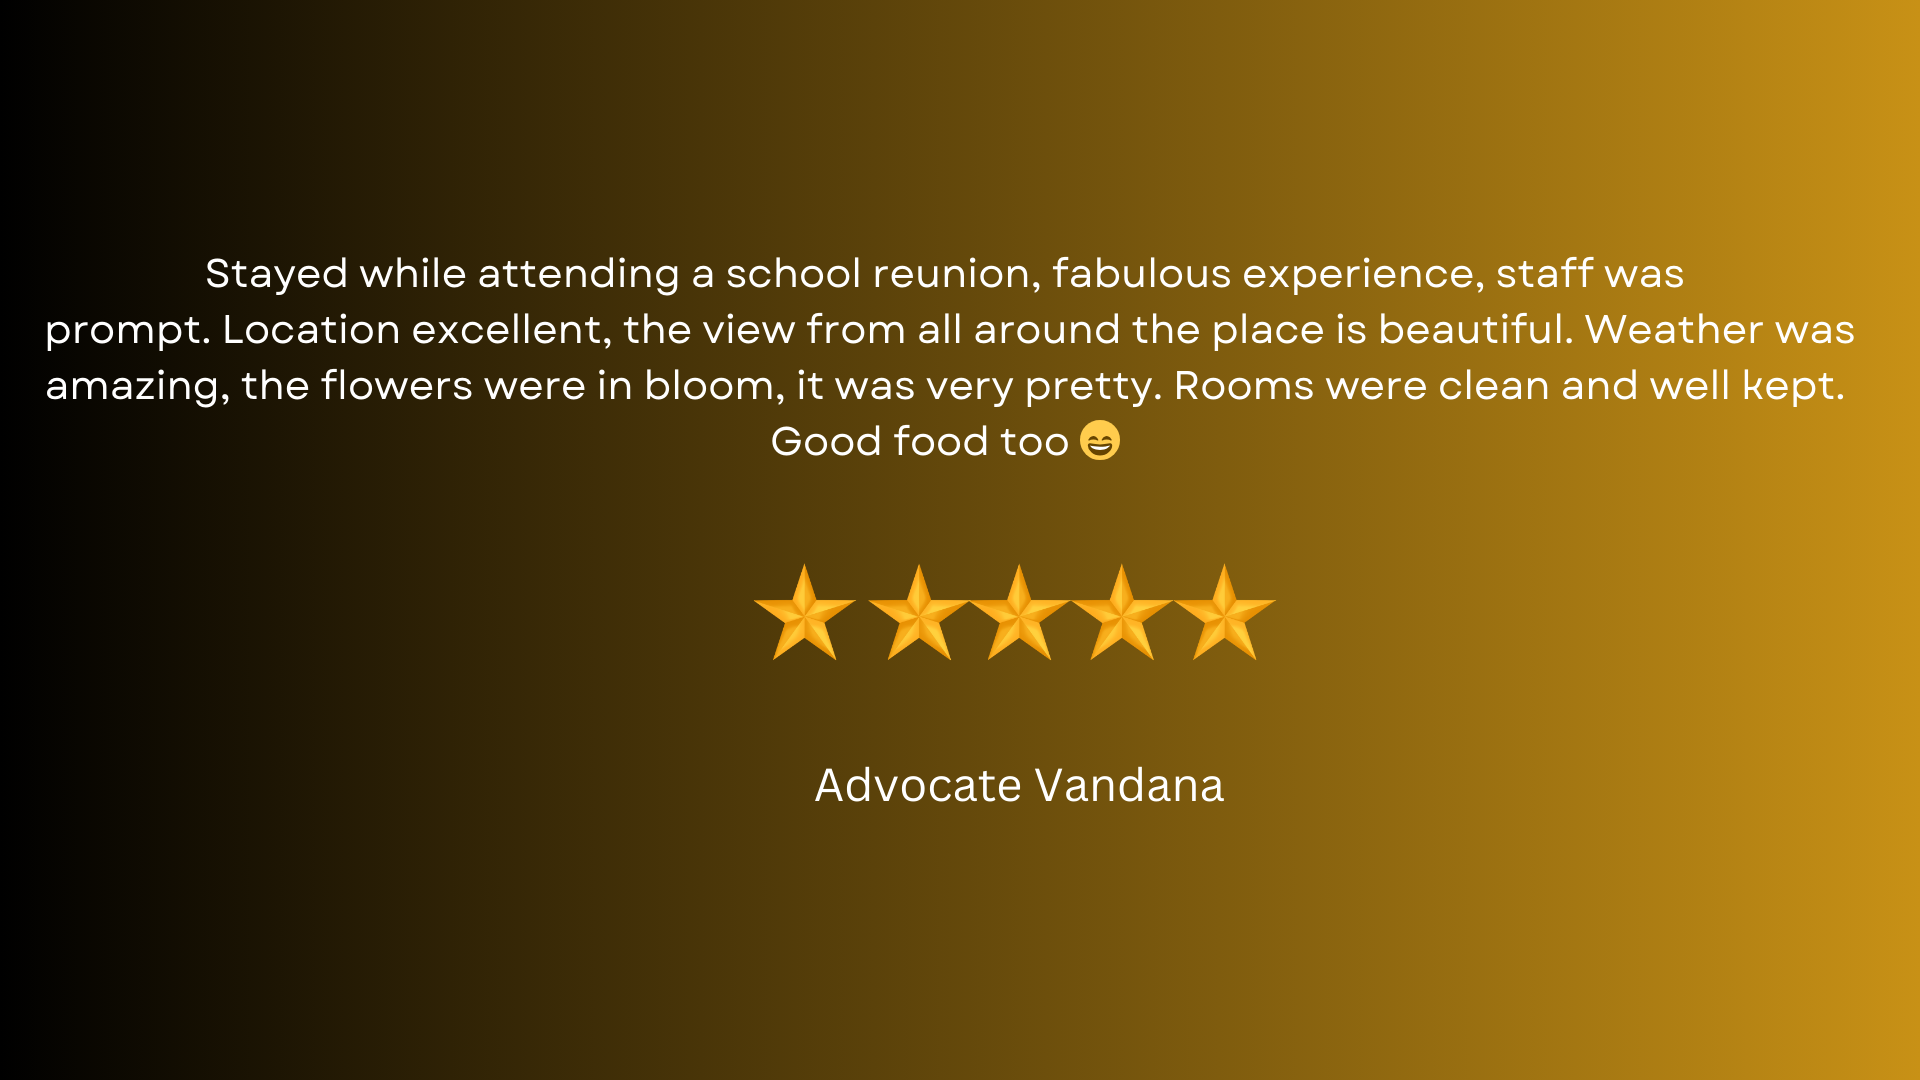 Stayed while attending a school reunion, fabulous experience, staff was
prompt. Location excellent, the view from all around the place is beautiful. Weather was
amazing, the flowers were in bloom, it was very pretty. Rooms were clean and well kept.
Good food too 😄
Advocate Vandana